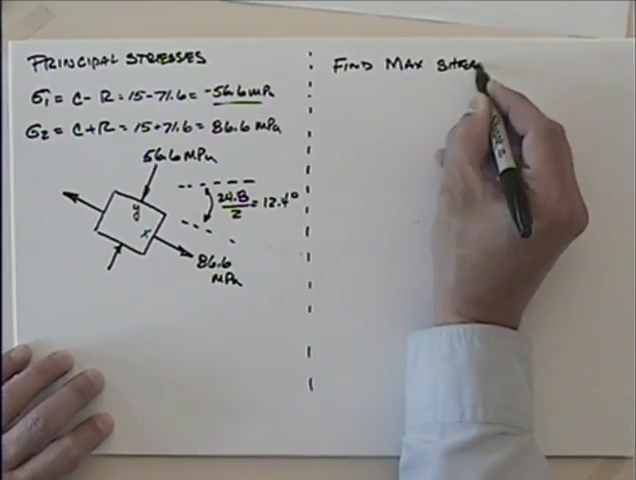 PRINCIPAL STRESSES
σ₁ = C - R = 15 - 71.6 = -56.6 MPa
σ₂ = C + R = 15 + 71.6 = 86.6 MPa
56.6 MPa
y
x
24.8/2 = 12.4°
86.6
MPa
FIND MAX SHEA